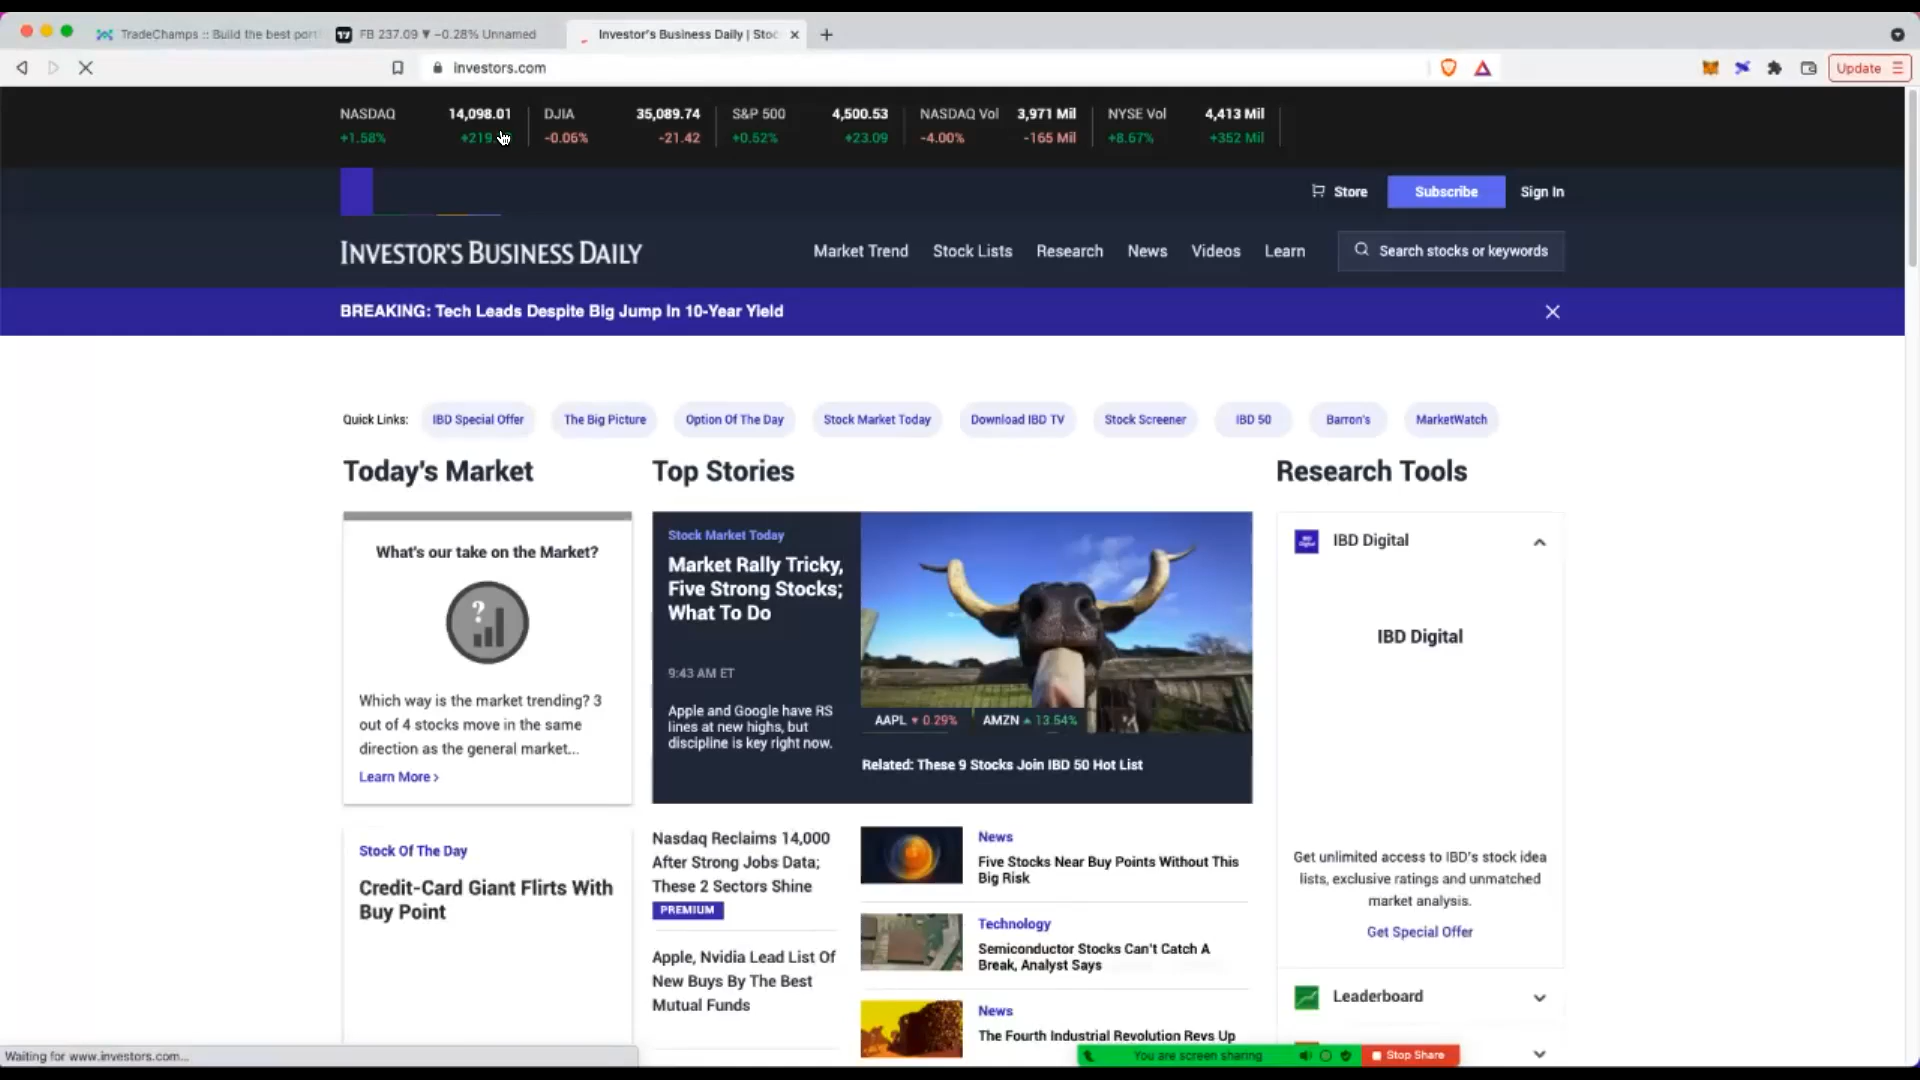 TradeChamps :: Build the best port
FB 237.09 ▼ −0.28% Unnamed
Investor's Business Daily | Stoc
investors.com
Update
NASDAQ 14,098.01
+1.58% +219.
DJIA 35,089.74
-0.06% -21.42
S&P 500 4,500.53
+0.52% +23.09
NASDAQ Vol 3,971 Mil
-4.00% -165 Mil
NYSE Vol 4,413 Mil
+8.67% +352 Mil
Store
Subscribe
Sign In
INVESTOR'S BUSINESS DAILY
Market Trend
Stock Lists
Research
News
Videos
Learn
Search stocks or keywords
BREAKING: Tech Leads Despite Big Jump In 10-Year Yield
Quick Links:
IBD Special Offer
The Big Picture
Option Of The Day
Stock Market Today
Download IBD TV
Stock Screener
IBD 50
Barron's
MarketWatch
Today's Market
What's our take on the Market?
?
Which way is the market trending? 3
out of 4 stocks move in the same
direction as the general market...
Learn More ›
Stock Of The Day
Credit-Card Giant Flirts With
Buy Point
Top Stories
Stock Market Today
Market Rally Tricky,
Five Strong Stocks;
What To Do
9:43 AM ET
Apple and Google have RS
lines at new highs, but
discipline is key right now.
AAPL ▼ 0.29%
AMZN ▲ 13.54%
Related: These 9 Stocks Join IBD 50 Hot List
Nasdaq Reclaims 14,000
After Strong Jobs Data;
These 2 Sectors Shine
PREMIUM
Apple, Nvidia Lead List Of
New Buys By The Best
Mutual Funds
News
Five Stocks Near Buy Points Without This
Big Risk
Technology
Semiconductor Stocks Can't Catch A
Break, Analyst Says
News
The Fourth Industrial Revolution Revs Up
Research Tools
IBD Digital
IBD Digital
Get unlimited access to IBD's stock idea
lists, exclusive ratings and unmatched
market analysis.
Get Special Offer
Leaderboard
Waiting for www.investors.com...
You are screen sharing
Stop Share